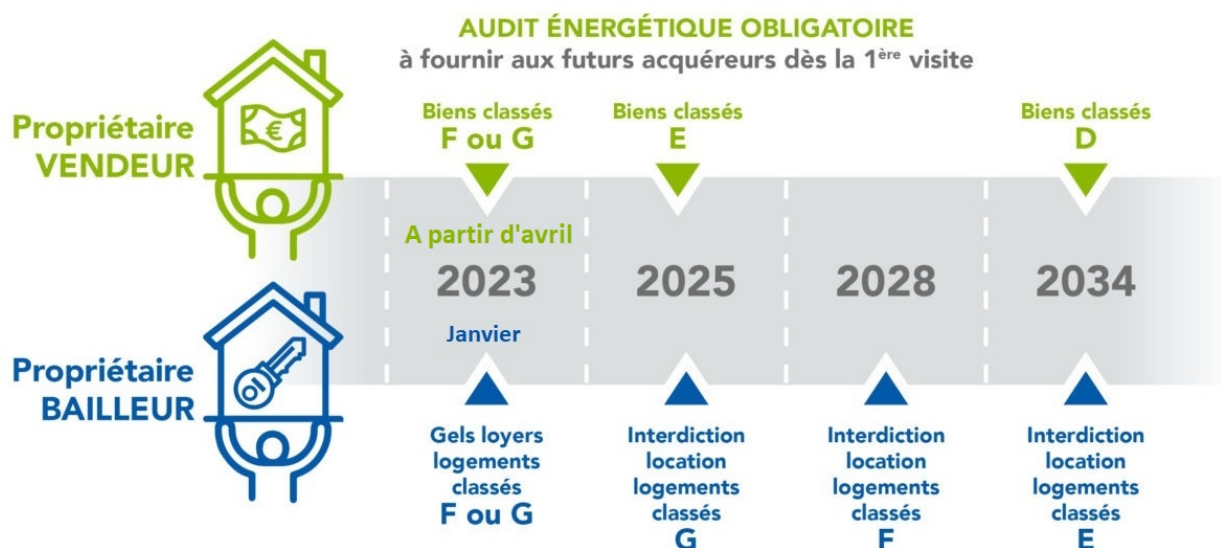 AUDIT ÉNERGÉTIQUE OBLIGATOIRE
à fournir aux futurs acquéreurs dès la 1ère visite
Propriétaire
VENDEUR
Biens classés
F ou G
Biens classés
E
Biens classés
D
A partir d'avril
2023
2025
2028
2034
Janvier
Propriétaire
BAILLEUR
Gels loyers
logements
classés
F ou G
Interdiction
location
logements
classés
G
Interdiction
location
logements
classés
F
Interdiction
location
logements
classés
E